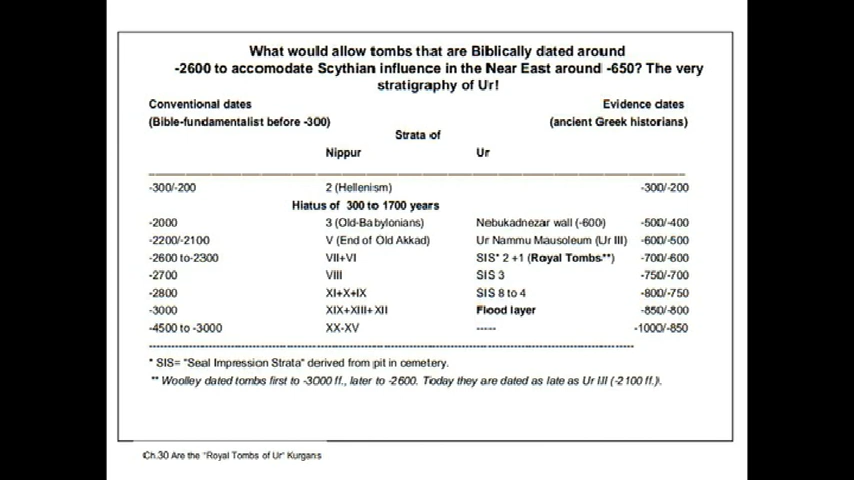 What would allow tombs that are Biblically dated around
-2600 to accomodate Scythian influence in the Near East around -650? The very
stratigraphy of Ur!
Conventional dates Evidence dates
(Bible-fundamentalist before -300) (ancient Greek historians)
Strata of
Nippur Ur
-300/-200 2 (Hellenism) -300/-200
Hiatus of 300 to 1700 years
-2000 3 (Old-Babylonians) Nebukadnezar wall (-600) -500/-400
-2200/-2100 V (End of Old Akkad) Ur Nammu Mausoleum (Ur III) -600/-500
-2600 to-2300 VII+VI SIS* 2 +1 (Royal Tombs**) -700/-600
-2700 VIII SIS 3 -750/-700
-2800 XI+X+IX SIS 8 to 4 -800/-750
-3000 XIX+XIII+XII Flood layer -850/-800
-4500 to -3000 XX-XV ----- -1000/-850
* SIS= "Seal Impression Strata" derived from pit in cemetery.
** Woolley dated tombs first to -3000 ff., later to -2600. Today they are dated as late as Ur III (-2100 ff.).
Ch.30 Are the "Royal Tombs of Ur" Kurgans